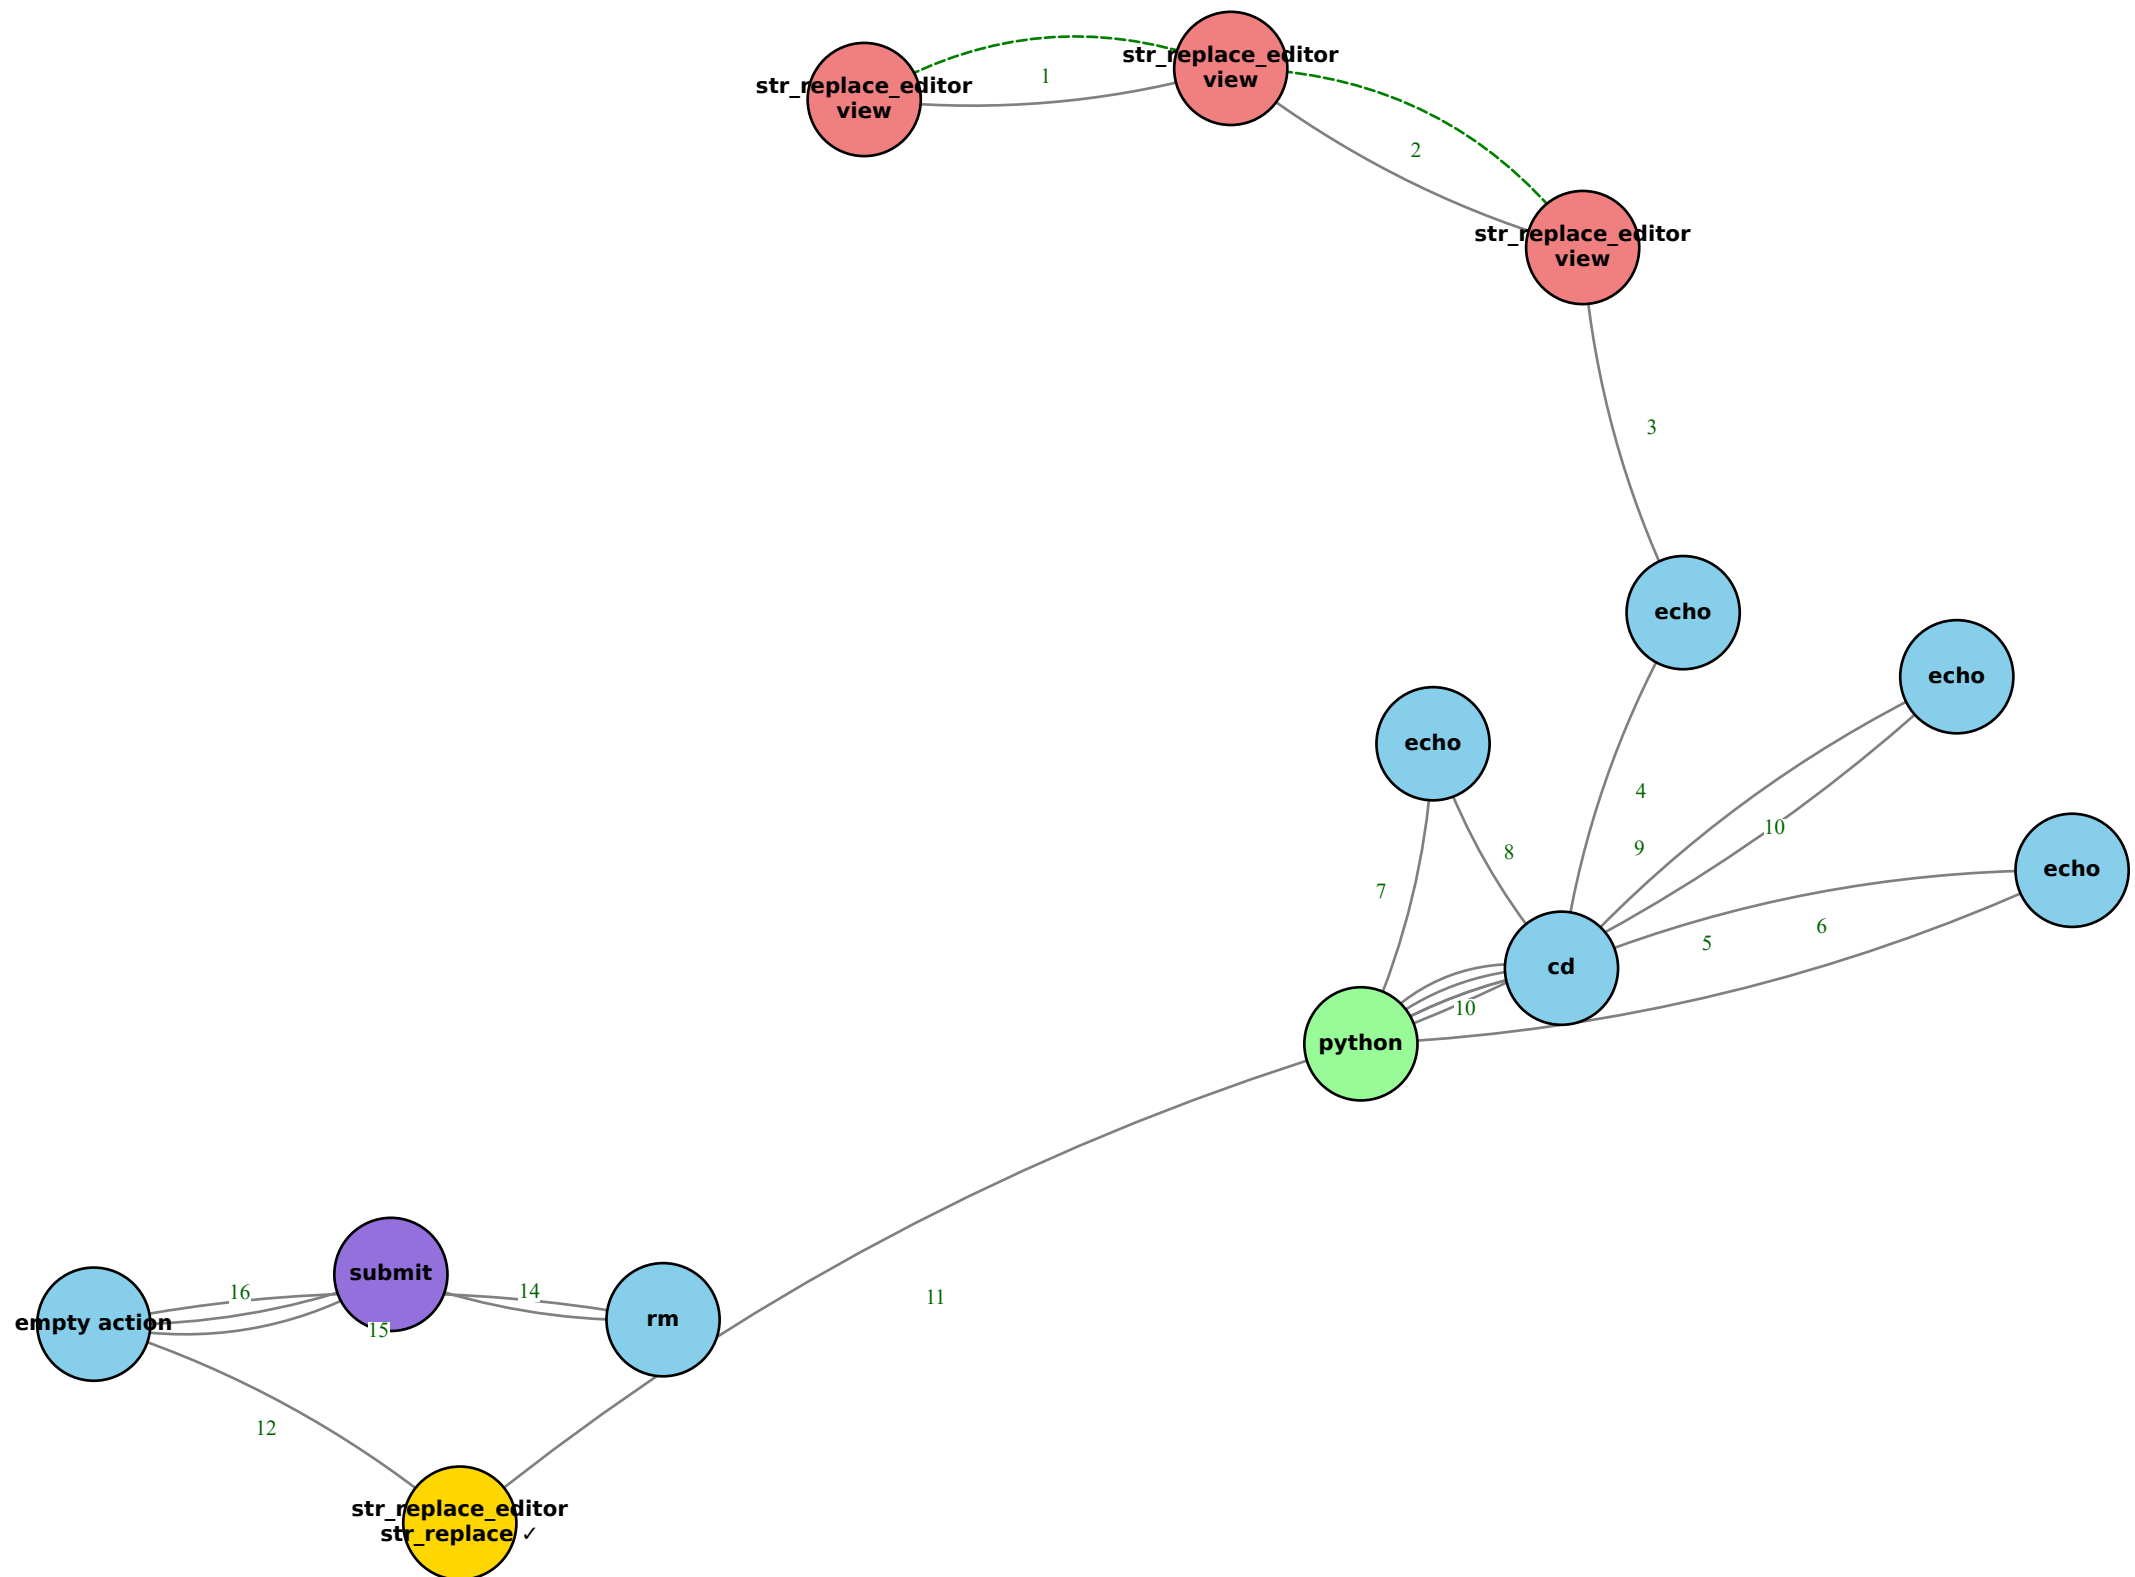 str_replace_editor
view
1
str_replace_editor
view
2
str_replace_editor
view
3
echo
echo
echo
4
10
9
8
echo
7
6
5
cd
10
python
11
submit
14
16
rm
empty action
15
12
str_replace_editor
str_replace ✓